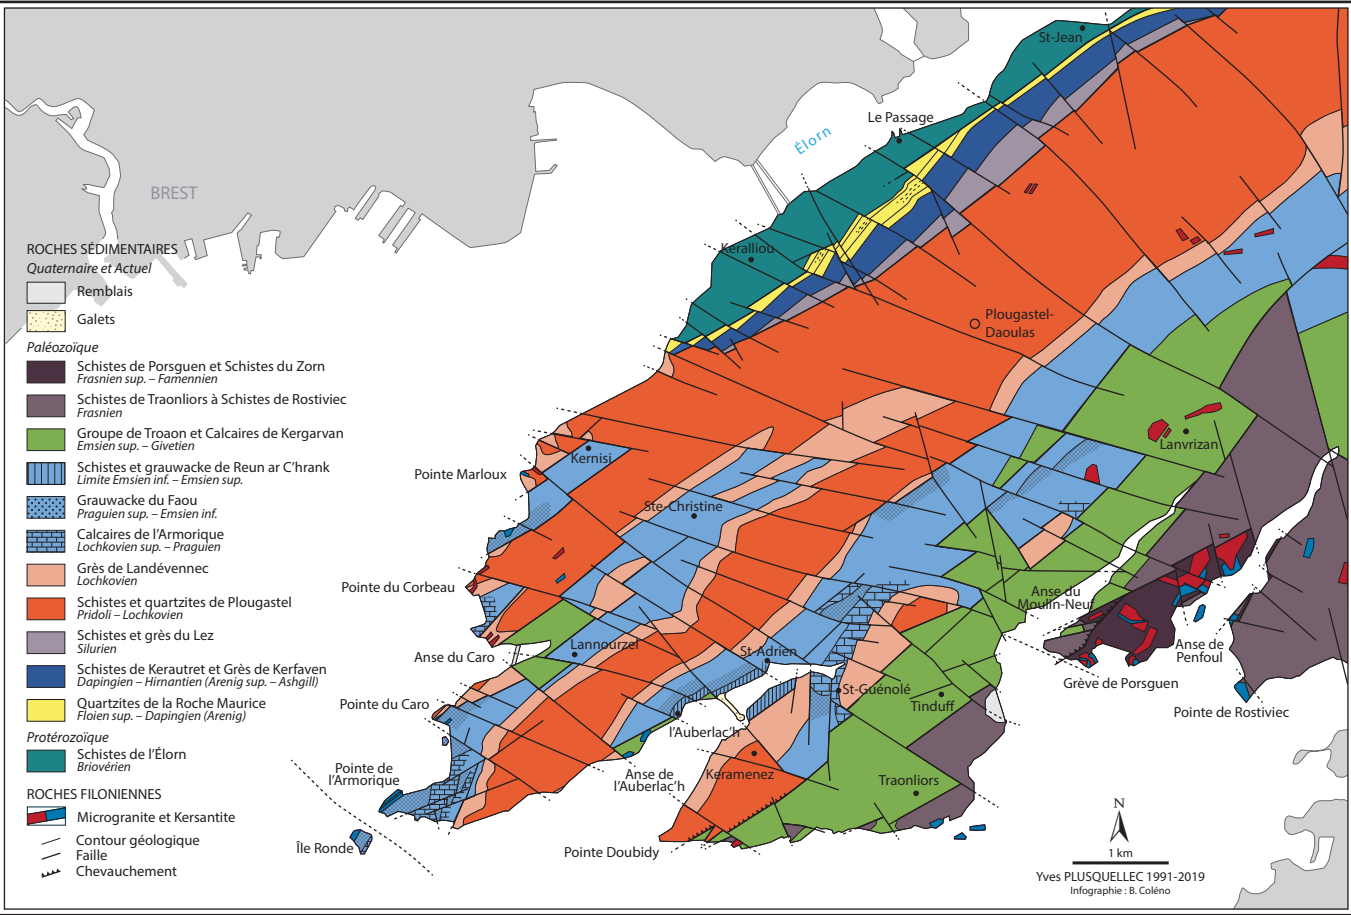 St-Jean
Le Passage
Élorn
BREST
Keralliou
Plougastel-
Daoulas
Lanvrizan
Kernisi
Pointe Marloux
Ste-Christine
Pointe du Corbeau
Anse du
Moulin-Neuf
Lannourzel
St-Adrien
Anse du Caro
Anse de
Penfoul
Grève de Porsguen
St-Guénolé
Tinduff
Pointe du Caro
Pointe de Rostiviec
l'Auberlac'h
Pointe de
l'Armorique
Anse de
l'Auberlac'h
Keramenez
Traonliors
Île Ronde
Pointe Doubidy
ROCHES SÉDIMENTAIRES
Quaternaire et Actuel
Remblais
Galets
Paléozoïque
Schistes de Porsguen et Schistes du Zorn
Frasnien sup. – Famennien
Schistes de Traonliors à Schistes de Rostiviec
Frasnien
Groupe de Troaon et Calcaires de Kergarvan
Emsien sup. – Givetien
Schistes et grauwacke de Reun ar C'hrank
Limite Emsien inf. – Emsien sup.
Grauwacke du Faou
Praguien sup. – Emsien inf.
Calcaires de l'Armorique
Lochkovien sup. – Praguien
Grès de Landévennec
Lochkovien
Schistes et quartzites de Plougastel
Pridoli – Lochkovien
Schistes et grès du Lez
Silurien
Schistes de Kerautret et Grès de Kerfaven
Dapingien – Hirnantien (Arenig sup. – Ashgill)
Quartzites de la Roche Maurice
Floien sup. – Dapingien (Arenig)
Protérozoïque
Schistes de l'Élorn
Briovérien
ROCHES FILONIENNES
Microgranite et Kersantite
Contour géologique
Faille
Chevauchement
N
1 km
Yves PLUSQUELLEC 1991-2019
Infographie : B. Coléno